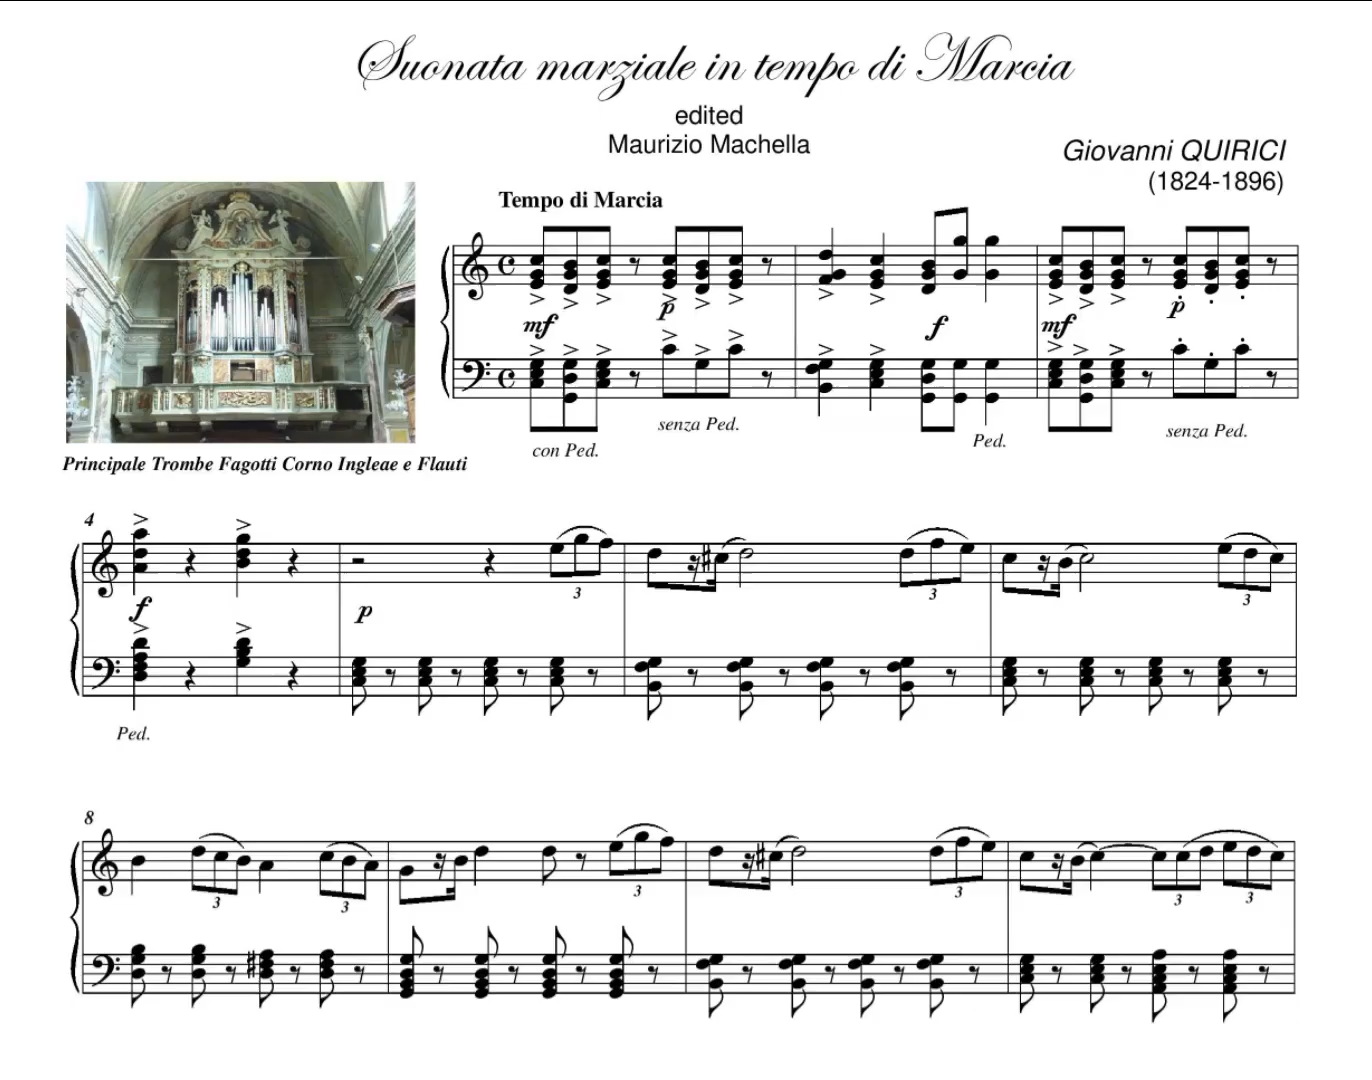 Suonata marziale in tempo di Marcia
edited
Maurizio Machella
Giovanni QUIRICI
(1824-1896)
Tempo di Marcia
mf
p
f
mf
p
con Ped.
senza Ped.
Ped.
senza Ped.
Principale Trombe Fagotti Corno Ingleae e Flauti
4
f
p
3
3
3
Ped.
8
3
3
3
3
3
3